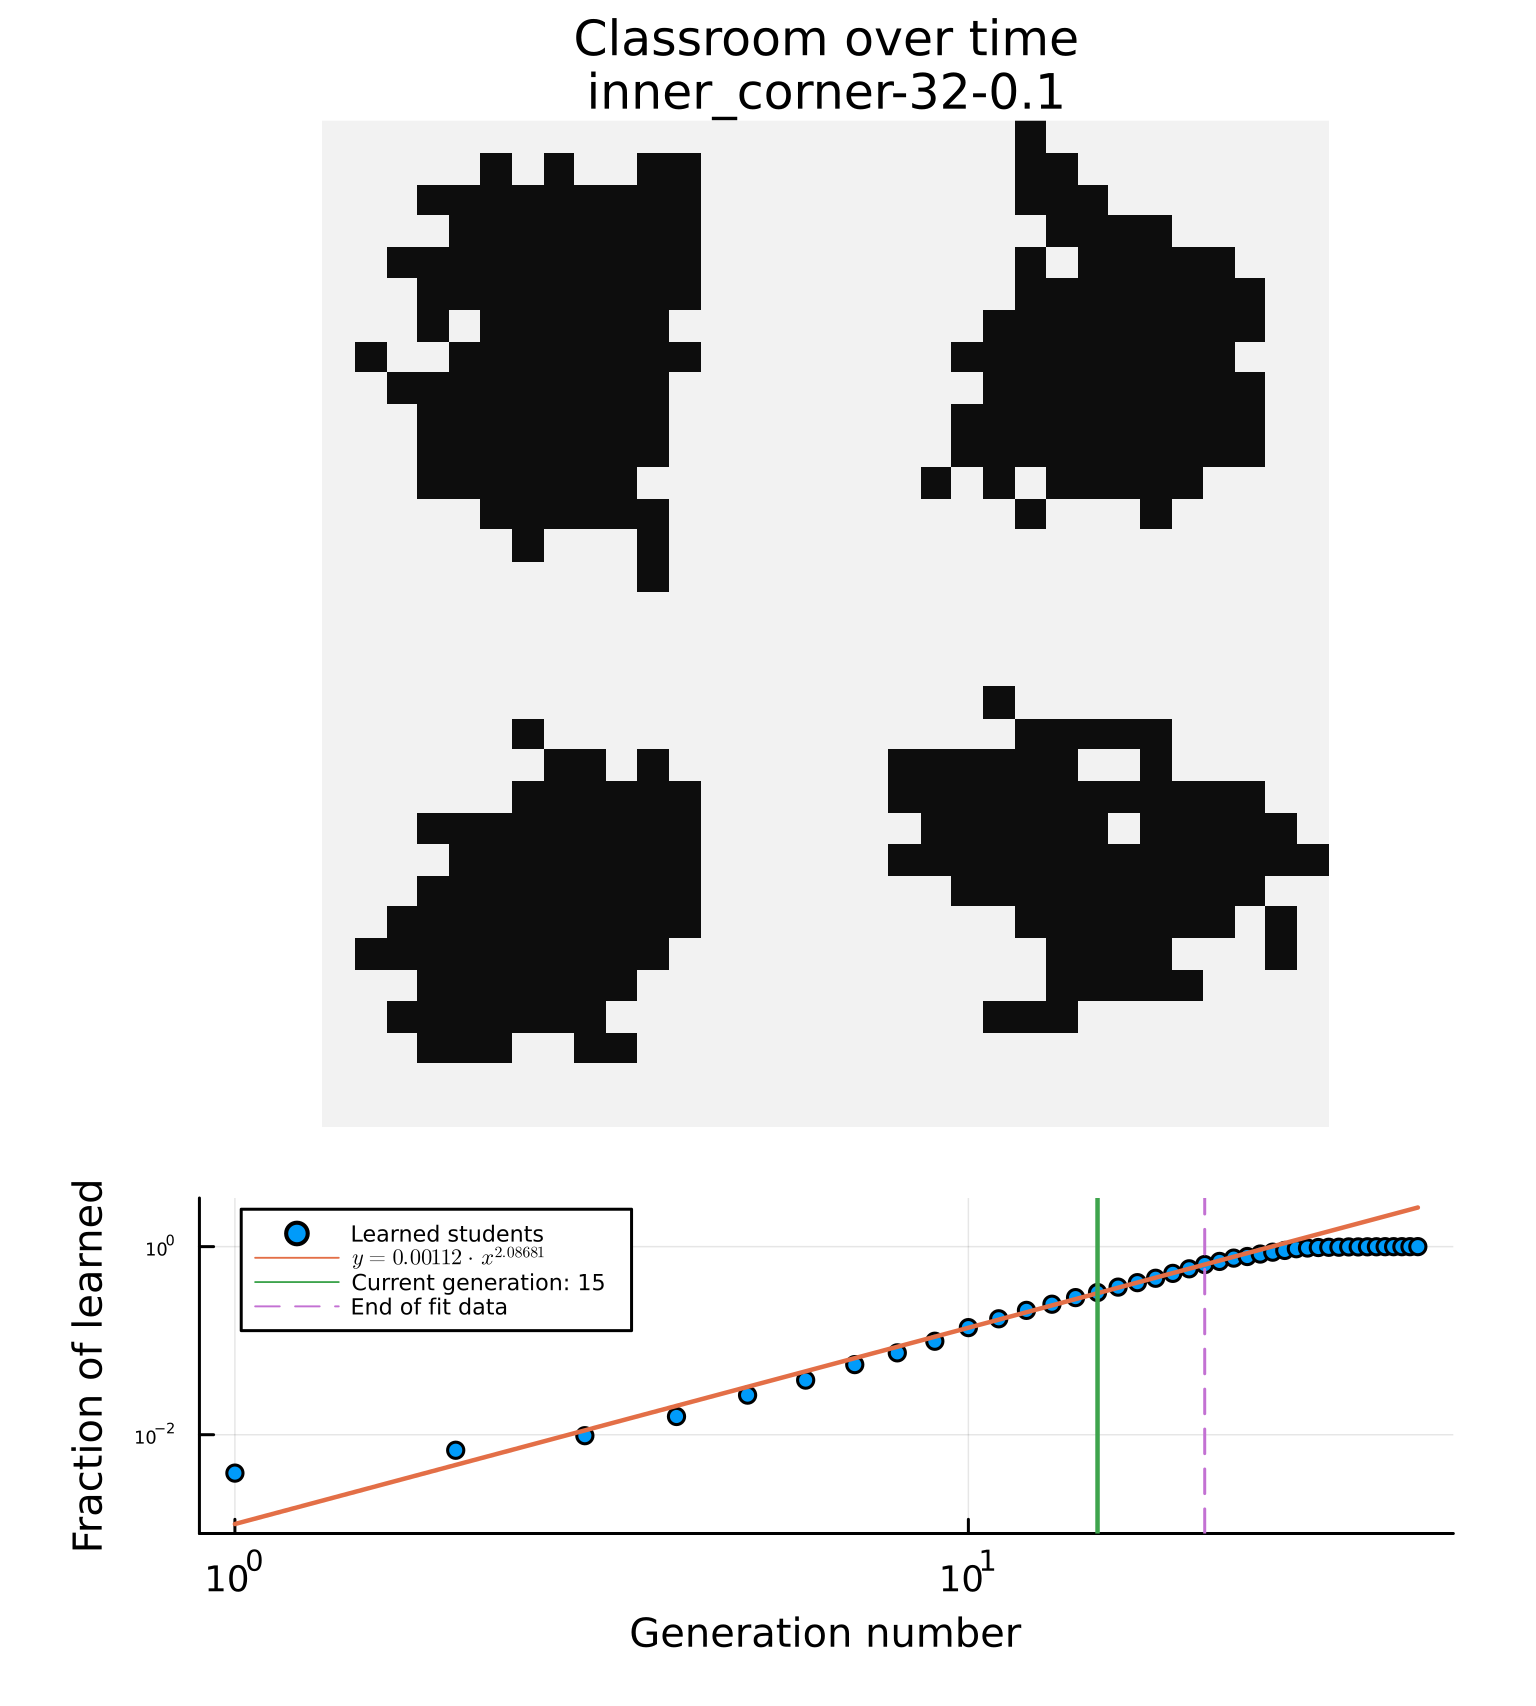 Classroom over time
inner_corner-32-0.1
Fraction of learned
10^0
10^-2
Learned students
y = 0.00112 · x^2.08681
Current generation: 15
End of fit data
10^0
10^1
Generation number